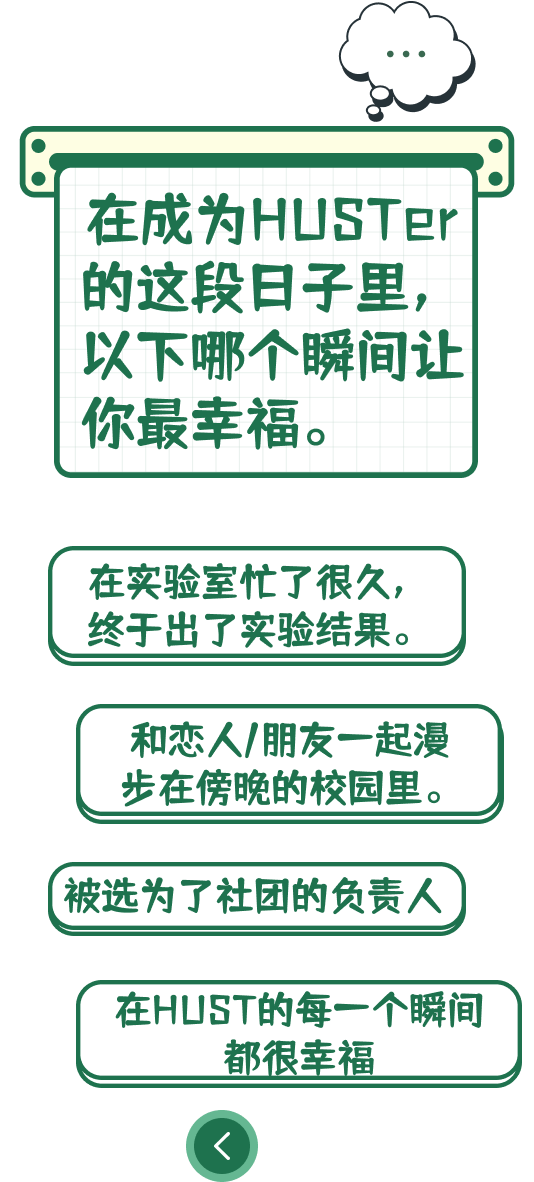 在成为HUSTer
的这段日子里，
以下哪个瞬间让
你最幸福。
在实验室忙了很久，
终于出了实验结果。
和恋人/朋友一起漫
步在傍晚的校园里。
被选为了社团的负责人
在HUST的每一个瞬间
都很幸福